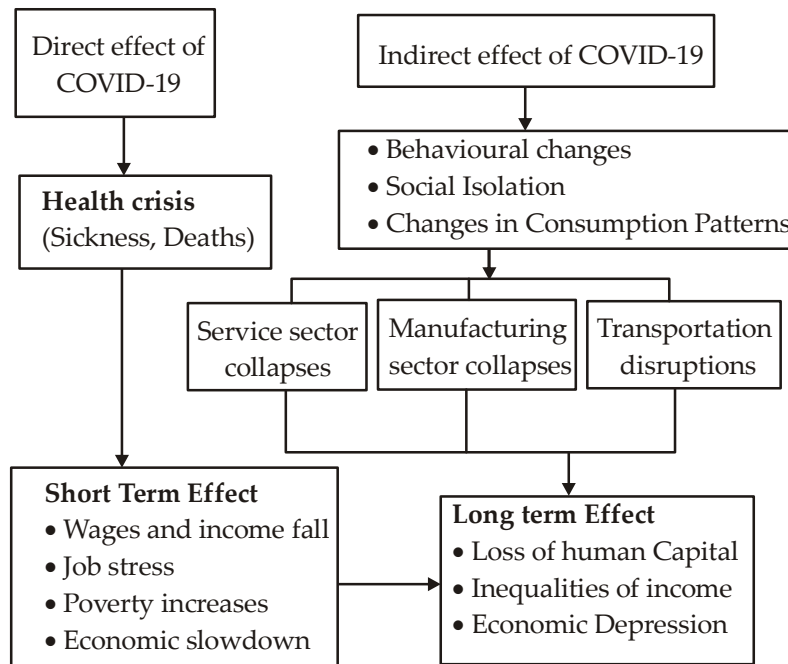 Direct effect of
COVID-19
Indirect effect of COVID-19
• Behavioural changes
• Social Isolation
• Changes in Consumption Patterns
Health crisis
(Sickness, Deaths)
Service sector
collapses
Manufacturing
sector collapses
Transportation
disruptions
Short Term Effect
• Wages and income fall
• Job stress
• Poverty increases
• Economic slowdown
Long term Effect
• Loss of human Capital
• Inequalities of income
• Economic Depression